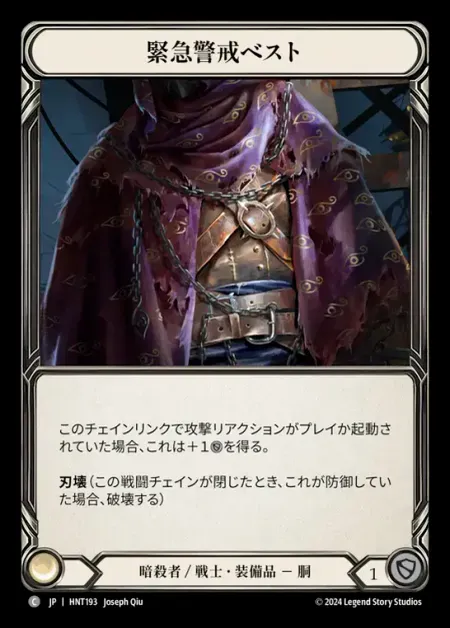 緊急警戒ベスト
このチェインリンクで攻撃リアクションがプレイか起動さ
れていた場合、これは+1を得る。
刃壊(この戦闘チェインが閉じたとき、これが防御してい
た場合、破壊する)
暗殺者 / 戦士・装備品 － 胴
1
C JP | HNT193 Joseph Qiu
© 2024 Legend Story Studios